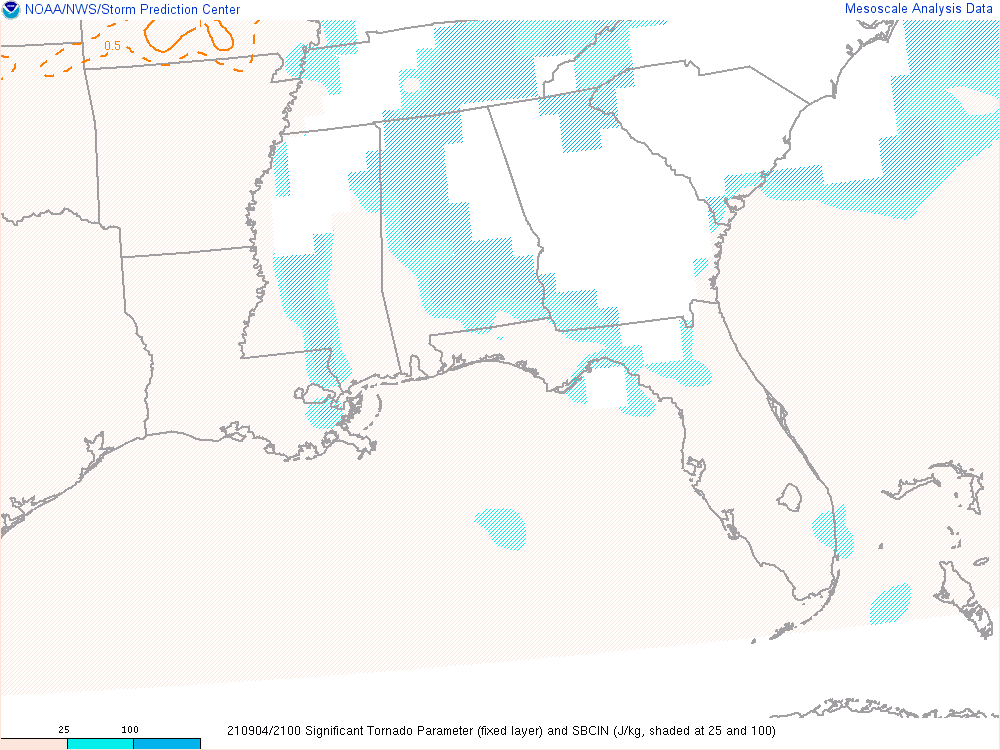 NOAA/NWS/Storm Prediction Center
Mesoscale Analysis Data
0.5
25 100
210904/2100 Significant Tornado Parameter (fixed layer) and SBCIN (J/kg, shaded at 25 and 100)